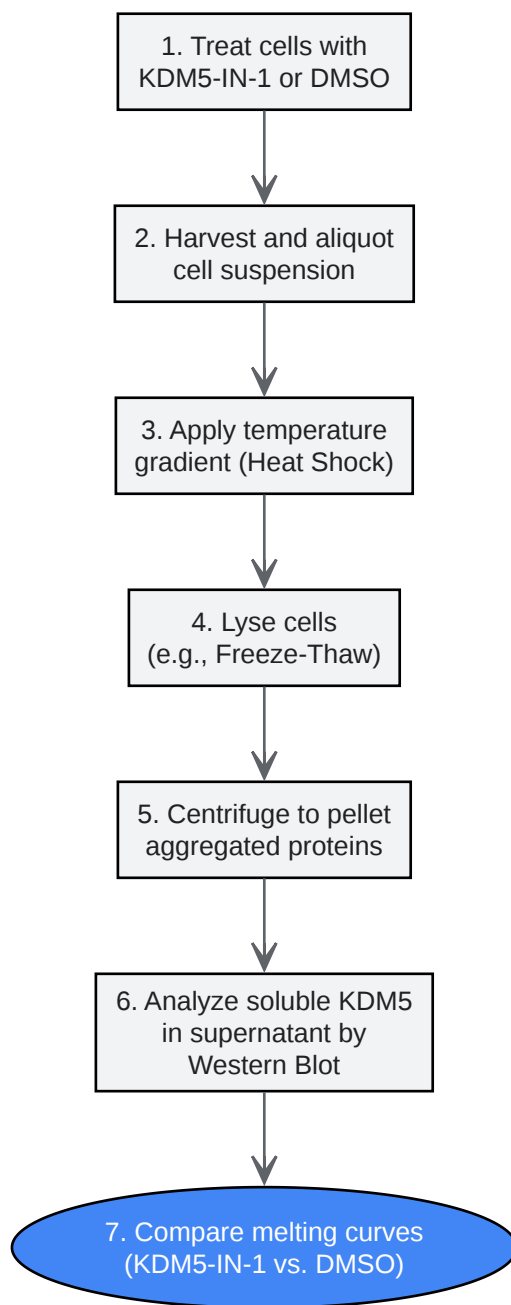 1. Treat cells with
KDM5-IN-1 or DMSO
2. Harvest and aliquot
cell suspension
3. Apply temperature
gradient (Heat Shock)
4. Lyse cells
(e.g., Freeze-Thaw)
5. Centrifuge to pellet
aggregated proteins
6. Analyze soluble KDM5
in supernatant by
Western Blot
7. Compare melting curves
(KDM5-IN-1 vs. DMSO)